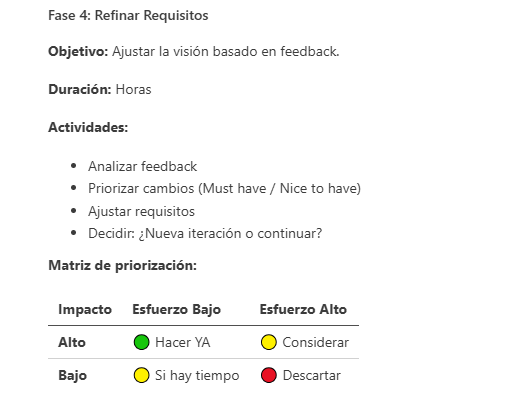 Fase 4: Refinar Requisitos
Objetivo: Ajustar la visión basado en feedback.
Duración: Horas
Actividades:
• Analizar feedback
• Priorizar cambios (Must have / Nice to have)
• Ajustar requisitos
• Decidir: ¿Nueva iteración o continuar?
Matriz de priorización:
Impacto Esfuerzo Bajo Esfuerzo Alto
Alto Hacer YA Considerar
Bajo Si hay tiempo Descartar